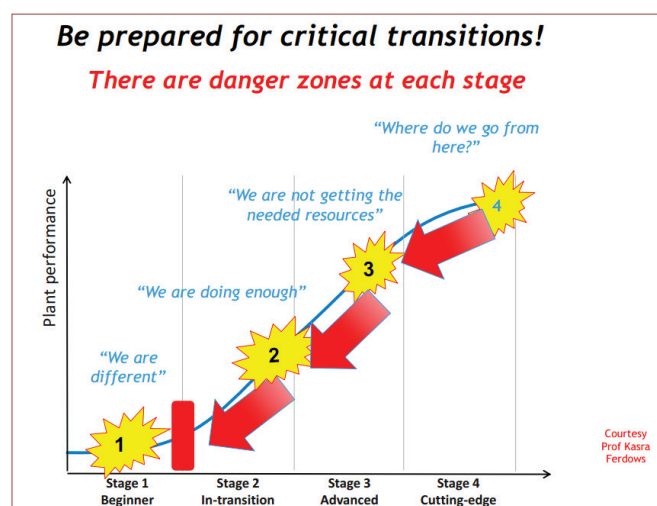 Be prepared for critical transitions!
There are danger zones at each stage
“Where do we go from
here?”
“We are not getting the
needed resources”
“We are doing enough”
“We are
different”
Plant performance
4
3
2
1
Courtesy
Prof Kasra
Ferdows
Stage 1
Beginner
Stage 2
In-transition
Stage 3
Advanced
Stage 4
Cutting-edge